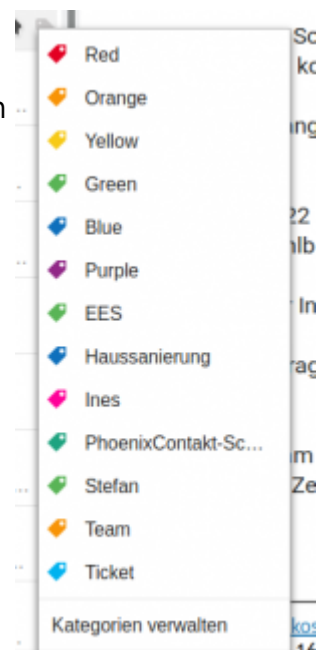 Red
Orange
Yellow
Green
Blue
Purple
EES
Haussanierung
Ines
PhoenixContakt-Sc...
Stefan
Team
Ticket
Kategorien verwalten